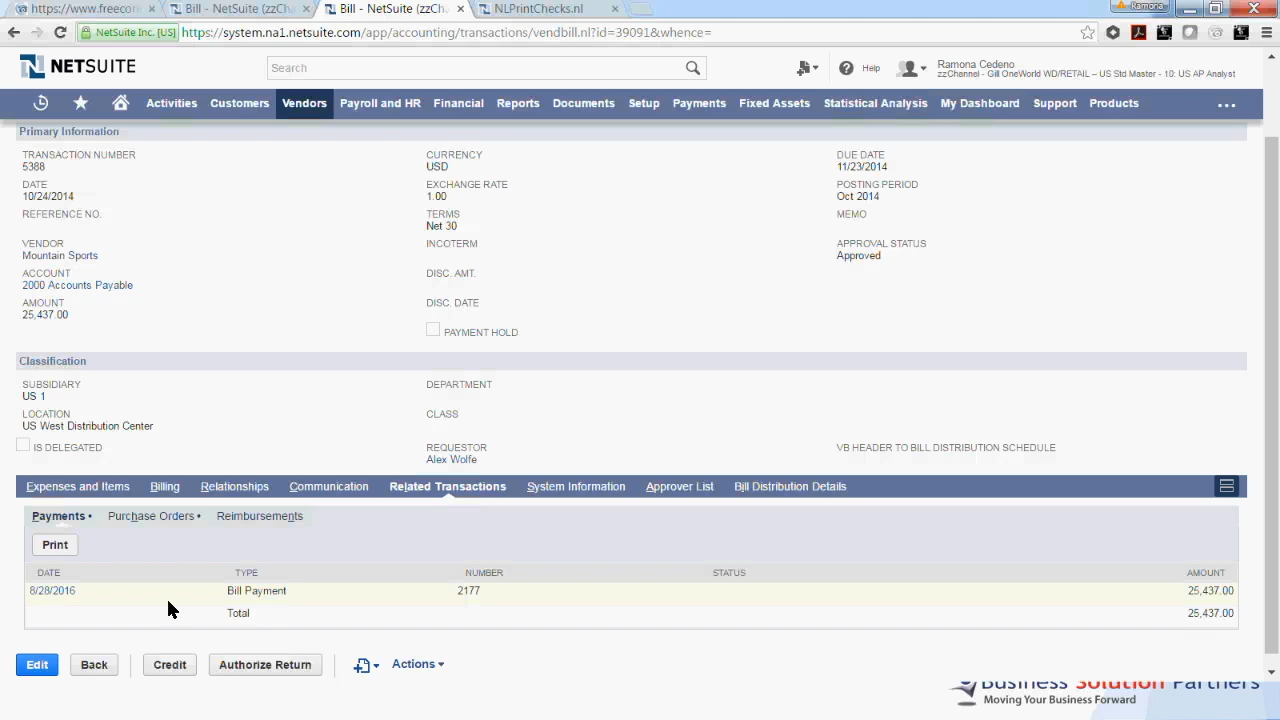 https://www.freecon
Bill - NetSuite (zzCha
Bill - NetSuite (zzCha
NLPrintChecks.nl
Ramona
NetSuite Inc. [US]
https://system.na1.netsuite.com/app/accounting/transactions/vendBill.nl?id=39091&whence=
NETSUITE
Search
Help
Ramona Cedeno
zzChannel - Gill OneWorld WD/RETAIL – US Std Master - 10: US AP Analyst
Activities Customers Vendors Payroll and HR Financial Reports Documents Setup Payments Fixed Assets Statistical Analysis My Dashboard Support Products
Primary Information
TRANSACTION NUMBER
5388
DATE
10/24/2014
REFERENCE NO.
VENDOR
Mountain Sports
ACCOUNT
2000 Accounts Payable
AMOUNT
25,437.00
CURRENCY
USD
EXCHANGE RATE
1.00
TERMS
Net 30
INCOTERM
DISC. AMT.
DISC. DATE
PAYMENT HOLD
DUE DATE
11/23/2014
POSTING PERIOD
Oct 2014
MEMO
APPROVAL STATUS
Approved
Classification
SUBSIDIARY
US 1
LOCATION
US West Distribution Center
IS DELEGATED
DEPARTMENT
CLASS
REQUESTOR
Alex Wolfe
VB HEADER TO BILL DISTRIBUTION SCHEDULE
Expenses and Items Billing Relationships Communication Related Transactions System Information Approver List Bill Distribution Details
Payments • Purchase Orders • Reimbursements
Print
DATE TYPE NUMBER STATUS AMOUNT
8/28/2016 Bill Payment 2177 25,437.00
Total 25,437.00
Edit Back Credit Authorize Return Actions
Business Solution Partners
Moving Your Business Forward